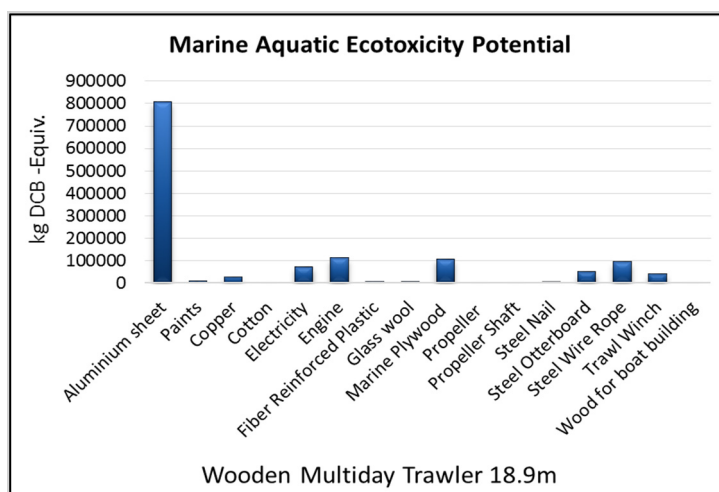 Marine Aquatic Ecotoxicity Potential
kg DCB -Equiv.
900000
800000
700000
600000
500000
400000
300000
200000
100000
0
Aluminium sheet
Paints
Copper
Cotton
Electricity
Engine
Fiber Reinforced Plastic
Glass wool
Marine Plywood
Propeller
Propeller Shaft
Steel Nail
Steel Otterboard
Steel Wire Rope
Trawl Winch
Wood for boat building
Wooden Multiday Trawler 18.9m